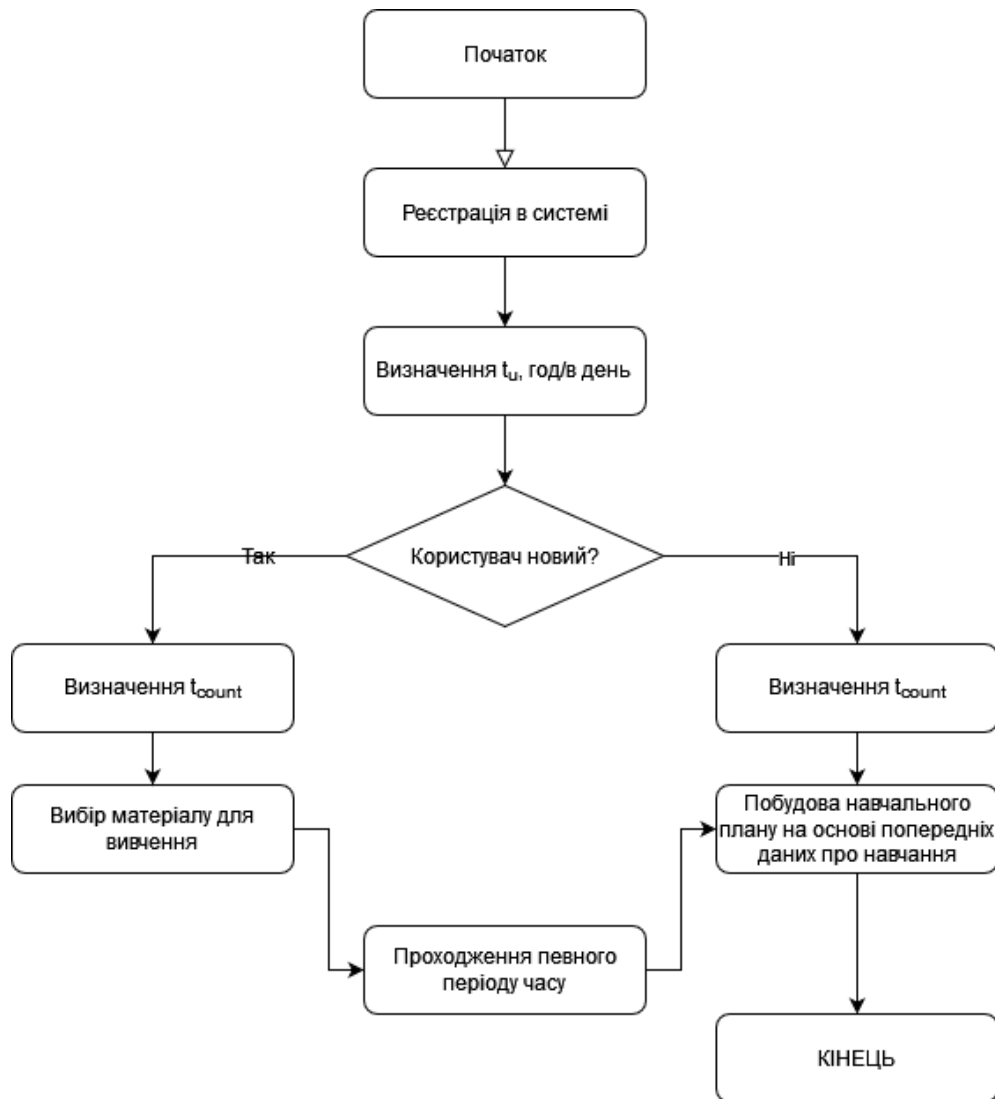 Початок
Реєстрація в системі
Визначення tu, год/в день
Користувач новий?
Так
Ні
Визначення tcount
Визначення tcount
Вибір матеріалу для
вивчення
Побудова навчального
плану на основі попередніх
даних про навчання
Проходження певного
періоду часу
КІНЕЦЬ